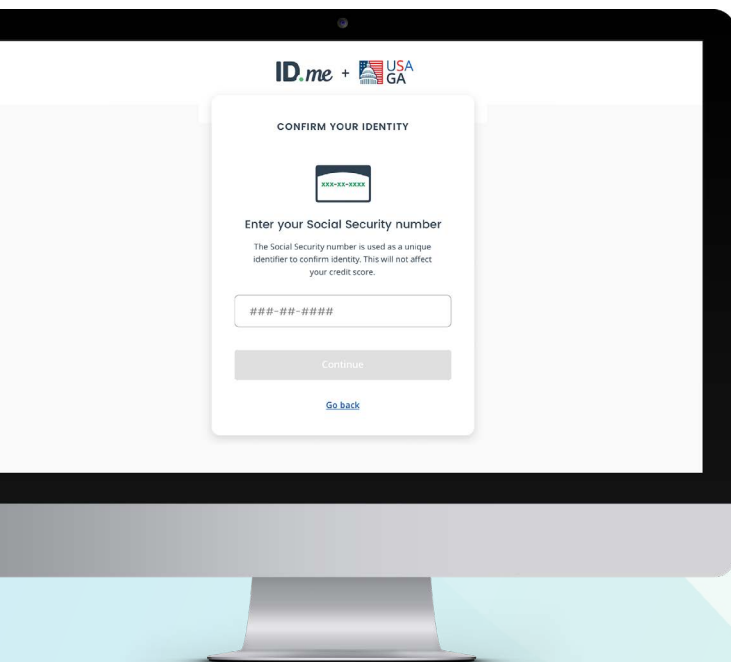 ID.me + USA
GA
CONFIRM YOUR IDENTITY
xxx-xx-xxxx
Enter your Social Security number
The Social Security number is used as a unique
identifier to confirm identity. This will not affect
your credit score.
###-##-####
Continue
Go back